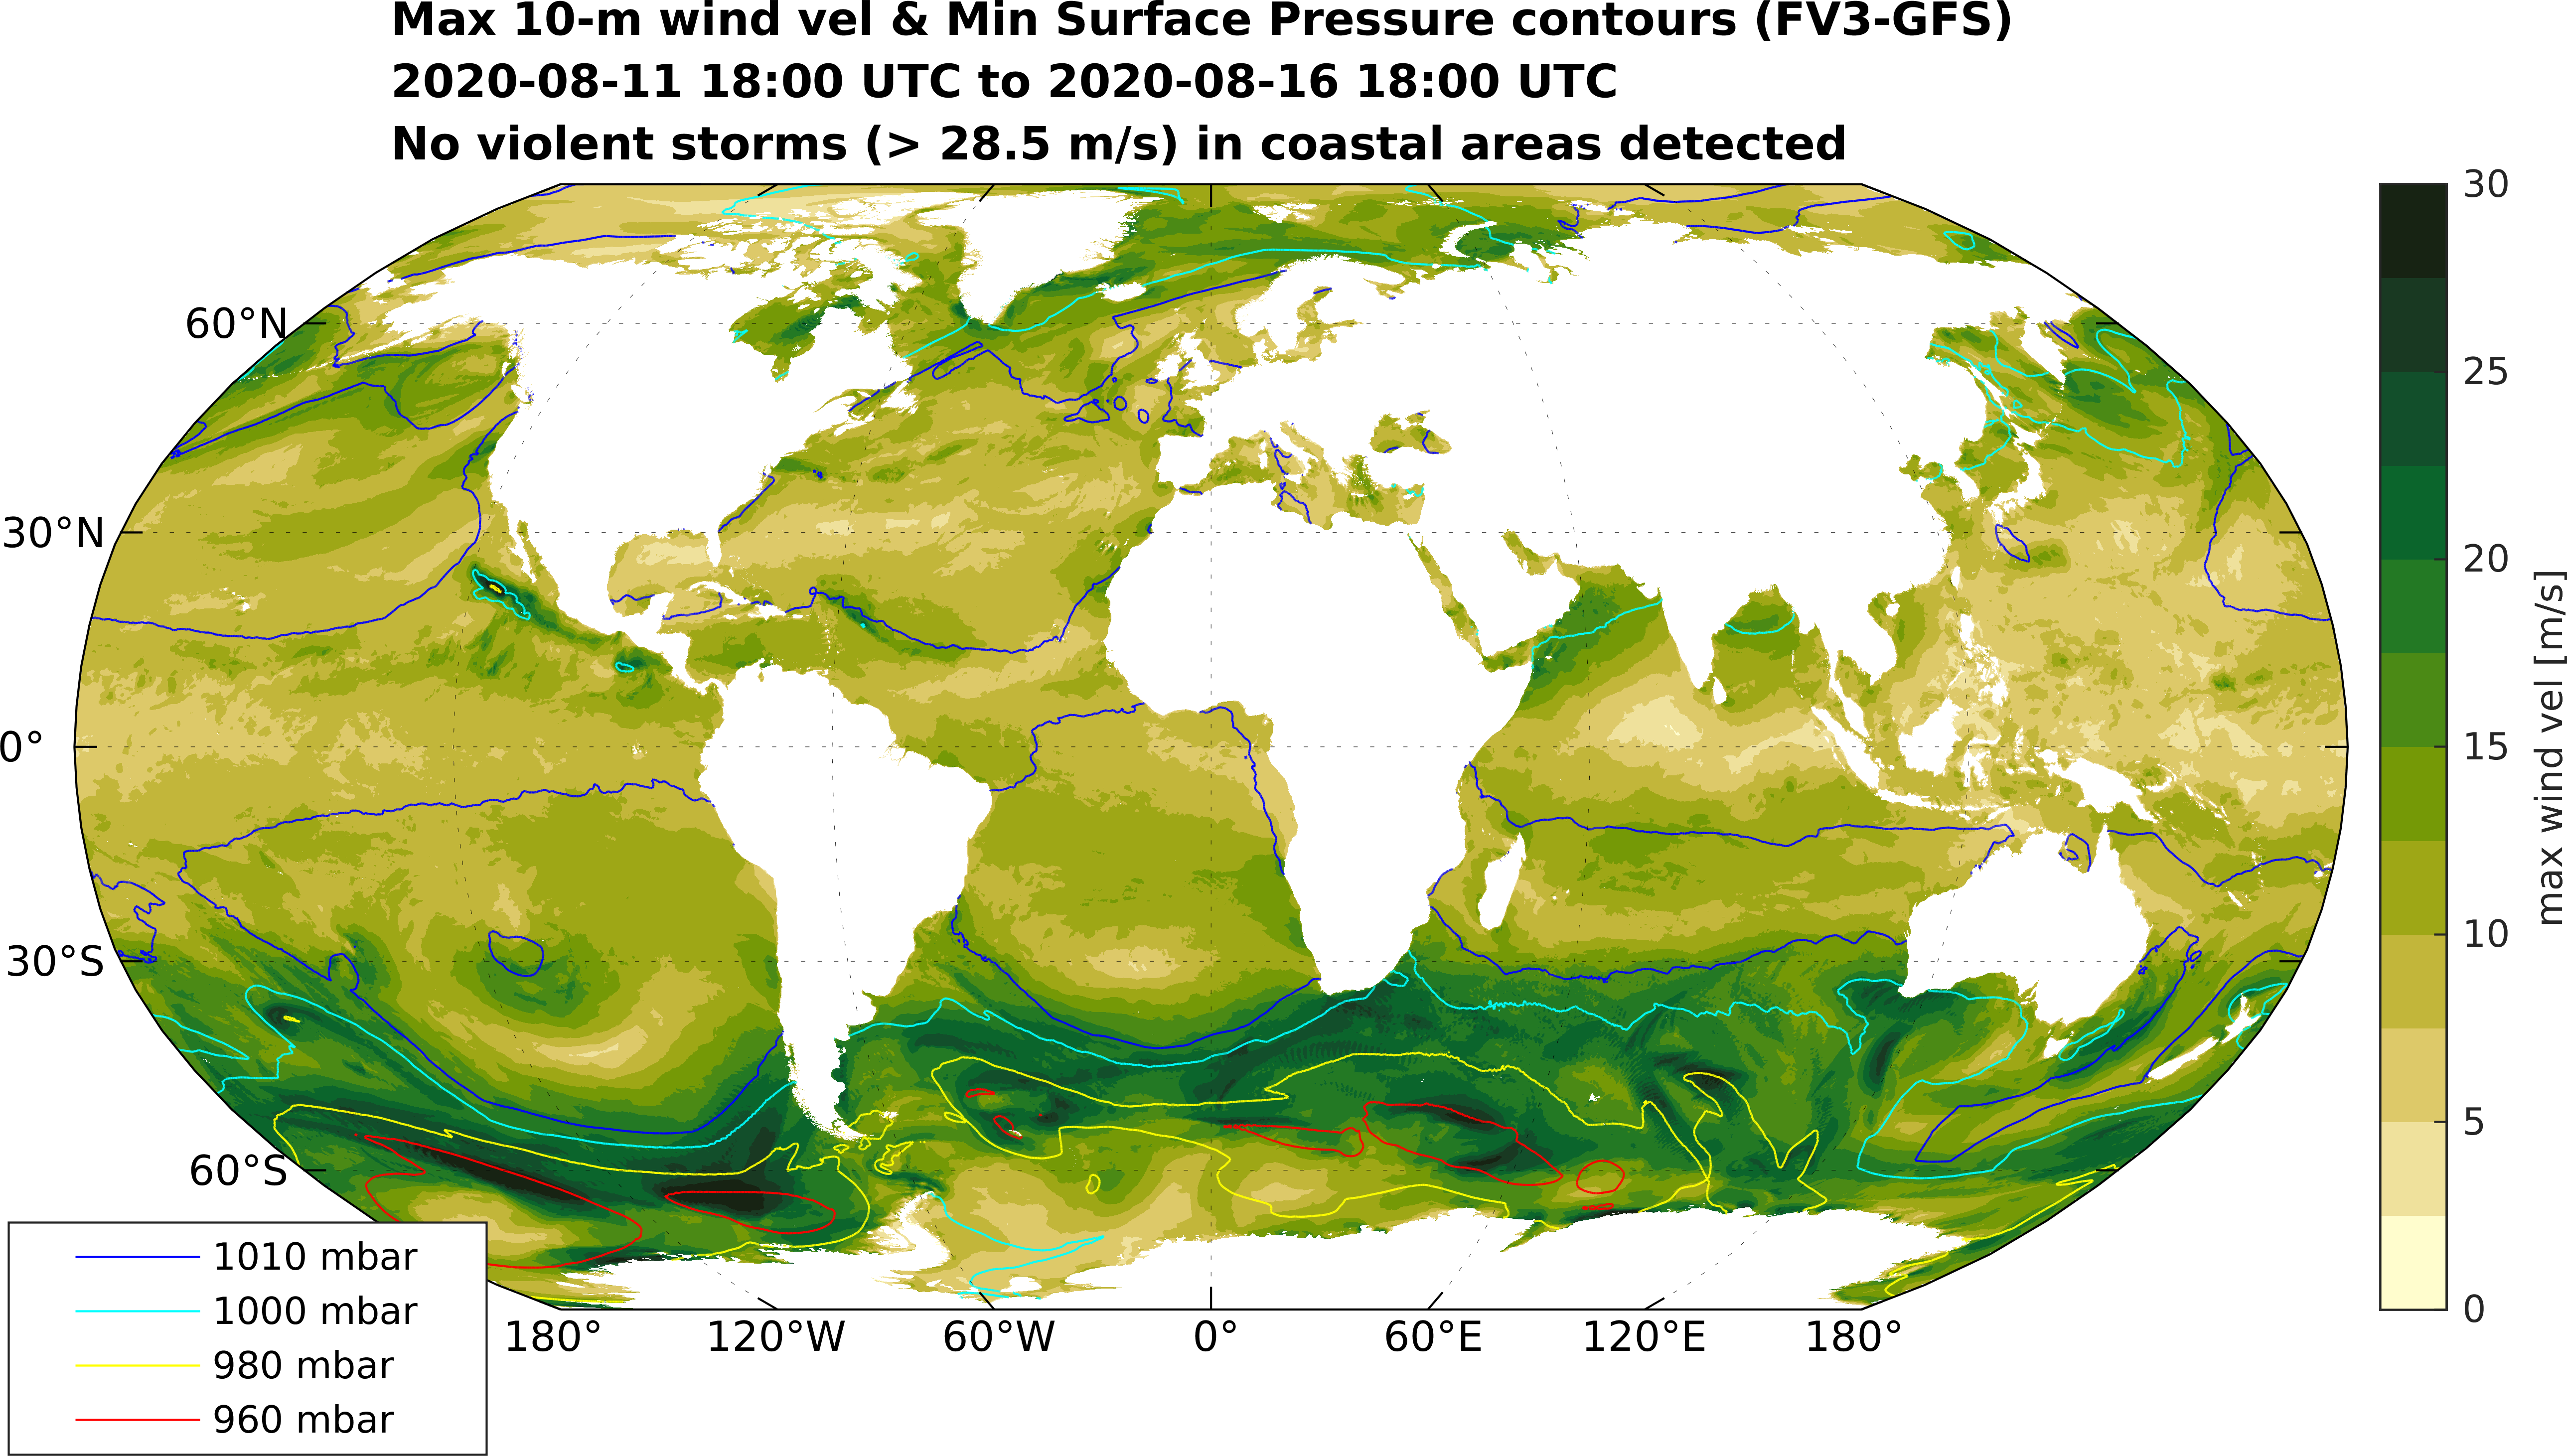 Max 10-m wind vel & Min Surface Pressure contours (FV3-GFS)
2020-08-11 18:00 UTC to 2020-08-16 18:00 UTC
No violent storms (> 28.5 m/s) in coastal areas detected
60°N
30°N
0°
30°S
60°S
180°
120°W
60°W
0°
60°E
120°E
180°
1010 mbar
1000 mbar
980 mbar
960 mbar
30
25
20
15
10
5
0
max wind vel [m/s]